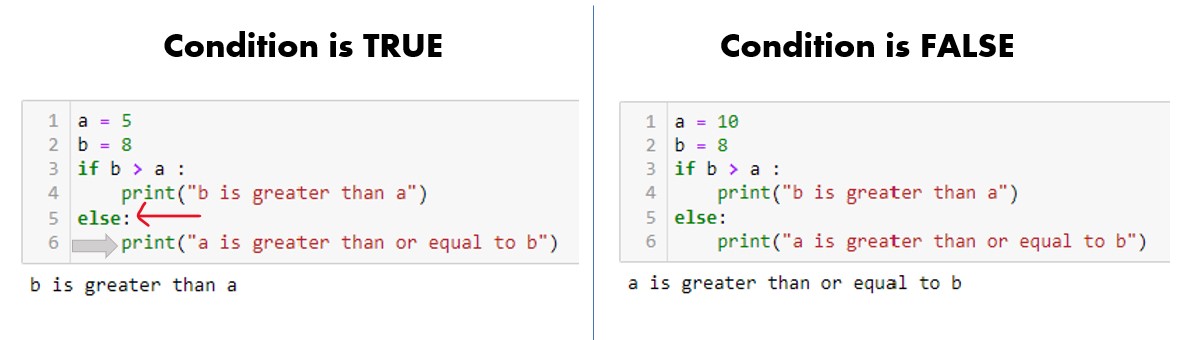 Condition is TRUE
1 a = 5
2 b = 8
3 if b > a :
4     print("b is greater than a")
5 else:
6     print("a is greater than or equal to b")
b is greater than a
Condition is FALSE
1 a = 10
2 b = 8
3 if b > a :
4     print("b is greater than a")
5 else:
6     print("a is greater than or equal to b")
a is greater than or equal to b